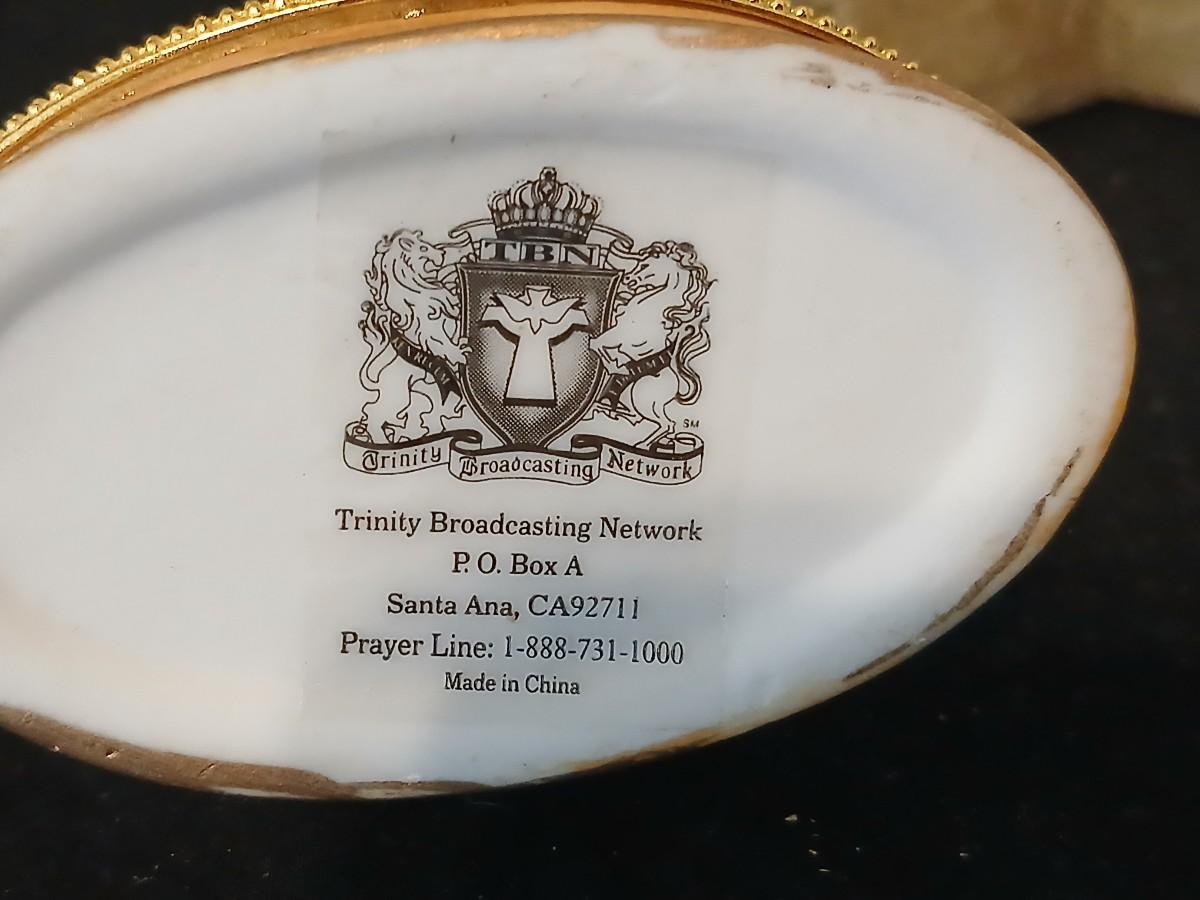 TBN
SM
Trinity Broadcasting Network
Trinity Broadcasting Network
P. O. Box A
Santa Ana, CA92711
Prayer Line: 1-888-731-1000
Made in China